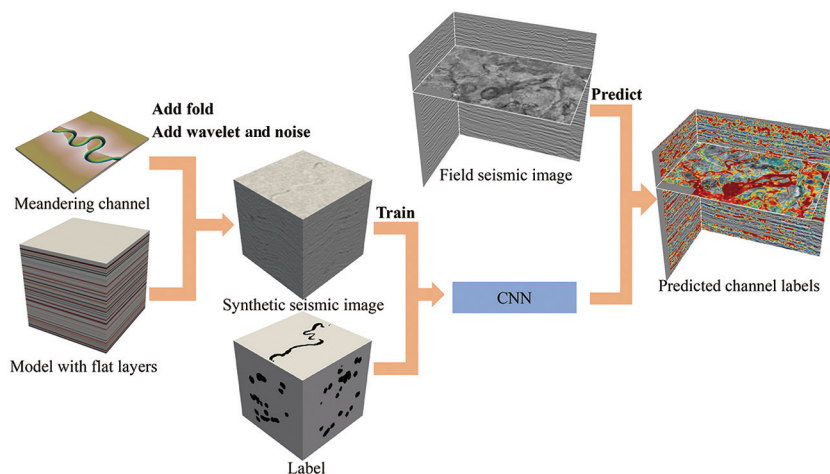 Add fold
Add wavelet and noise
Meandering channel
Model with flat layers
Synthetic seismic image
Train
Label
CNN
Field seismic image
Predict
Predicted channel labels